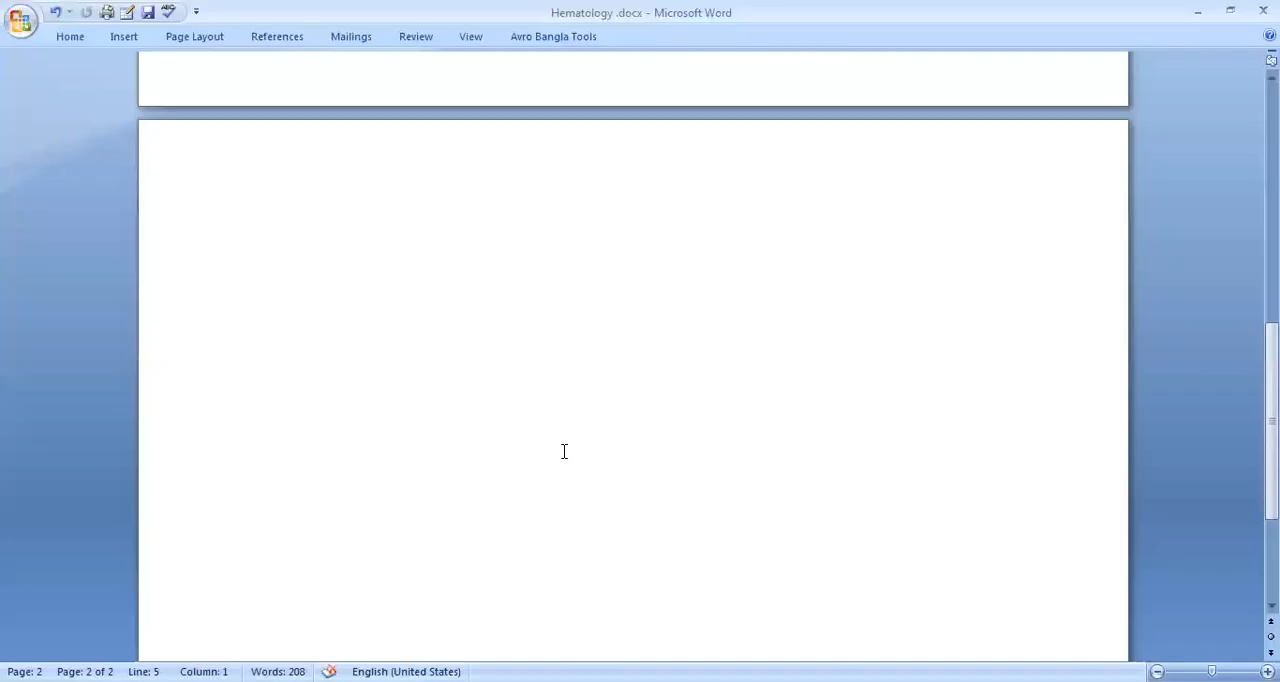 Hematology .docx - Microsoft Word
Home Insert Page Layout References Mailings Review View Avro Bangla Tools
Page: 2 Page: 2 of 2 Line: 5 Column: 1 Words: 208 English (United States)